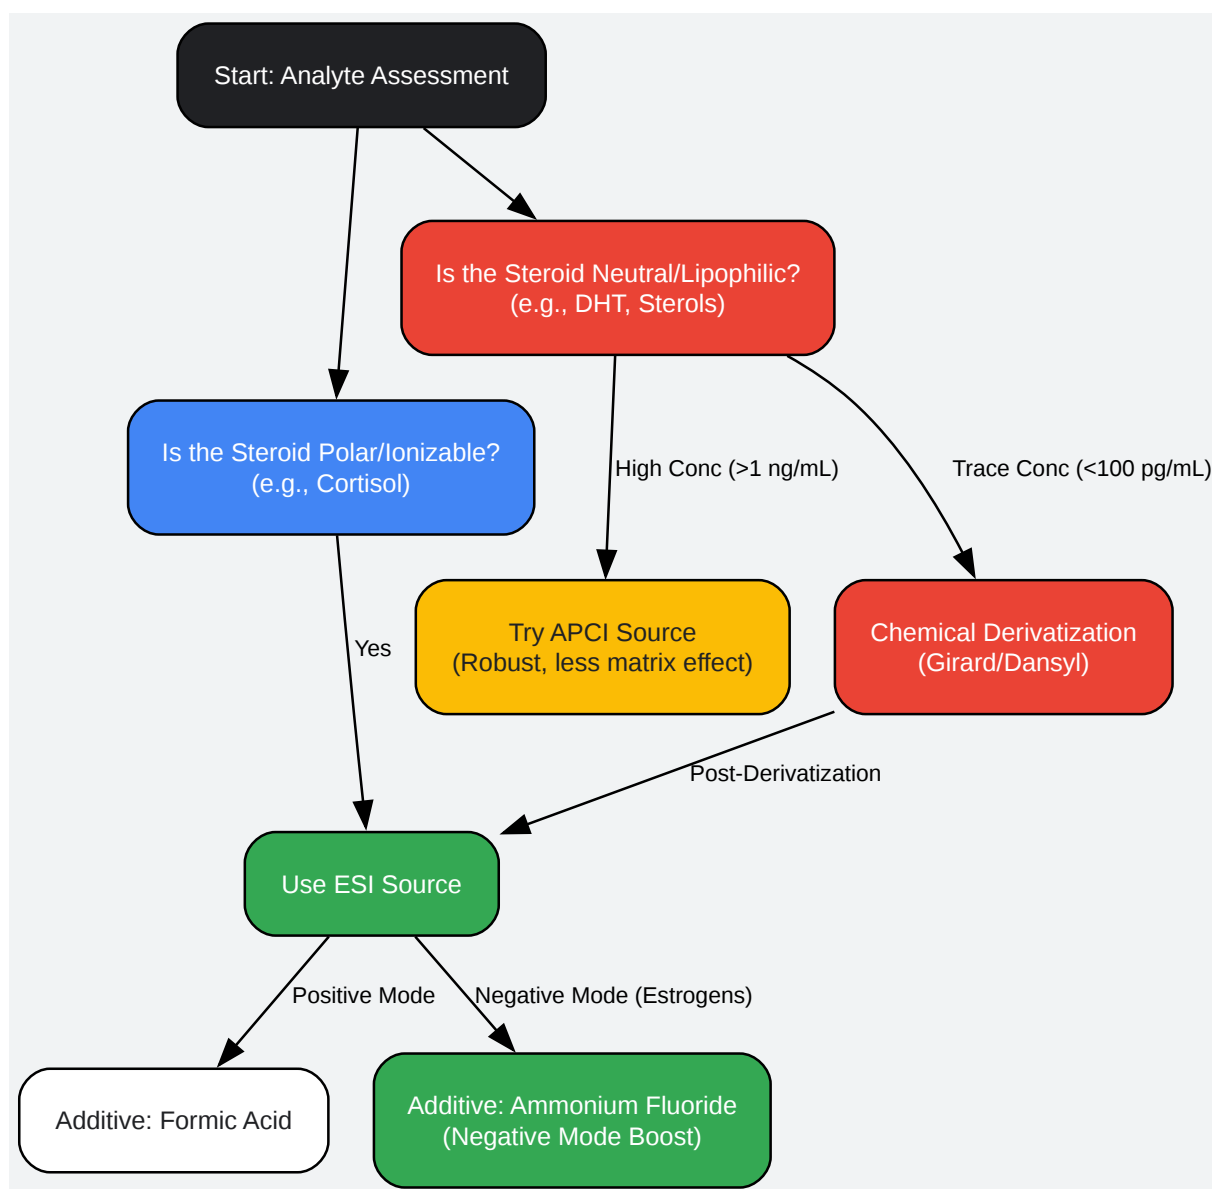 Start: Analyte Assessment
Is the Steroid Neutral/Lipophilic?
(e.g., DHT, Sterols)
Is the Steroid Polar/Ionizable?
(e.g., Cortisol)
High Conc (>1 ng/mL)
Trace Conc (<100 pg/mL)
Yes
Try APCI Source
(Robust, less matrix effect)
Chemical Derivatization
(Girard/Dansyl)
Post-Derivatization
Use ESI Source
Positive Mode
Negative Mode (Estrogens)
Additive: Formic Acid
Additive: Ammonium Fluoride
(Negative Mode Boost)